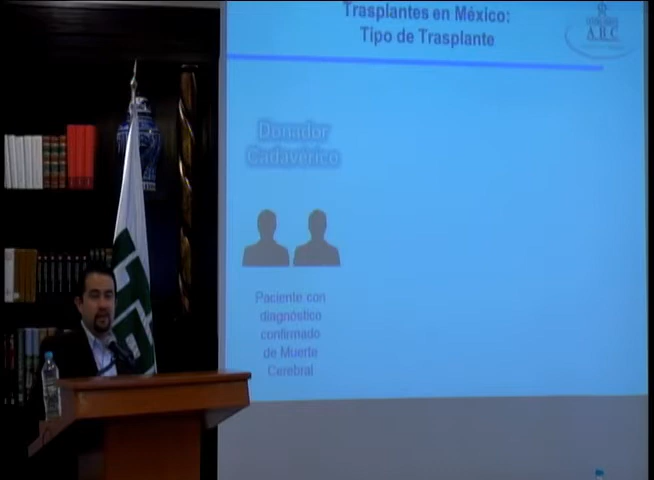 Trasplantes en México:
Tipo de Trasplante
A.B.C
Donador
Cadavérico
Paciente con
diagnóstico
confirmado
de Muerte
Cerebral